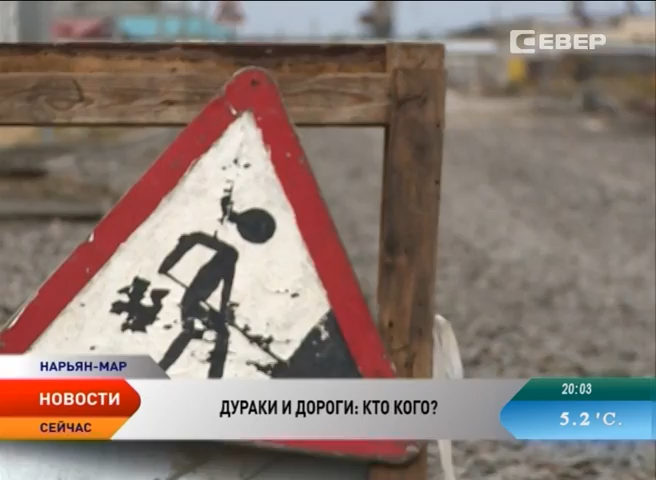 СЕВЕР
НАРЬЯН-МАР
НОВОСТИ
СЕЙЧАС
ДУРАКИ И ДОРОГИ: КТО КОГО?
20:03
5.2 'С.